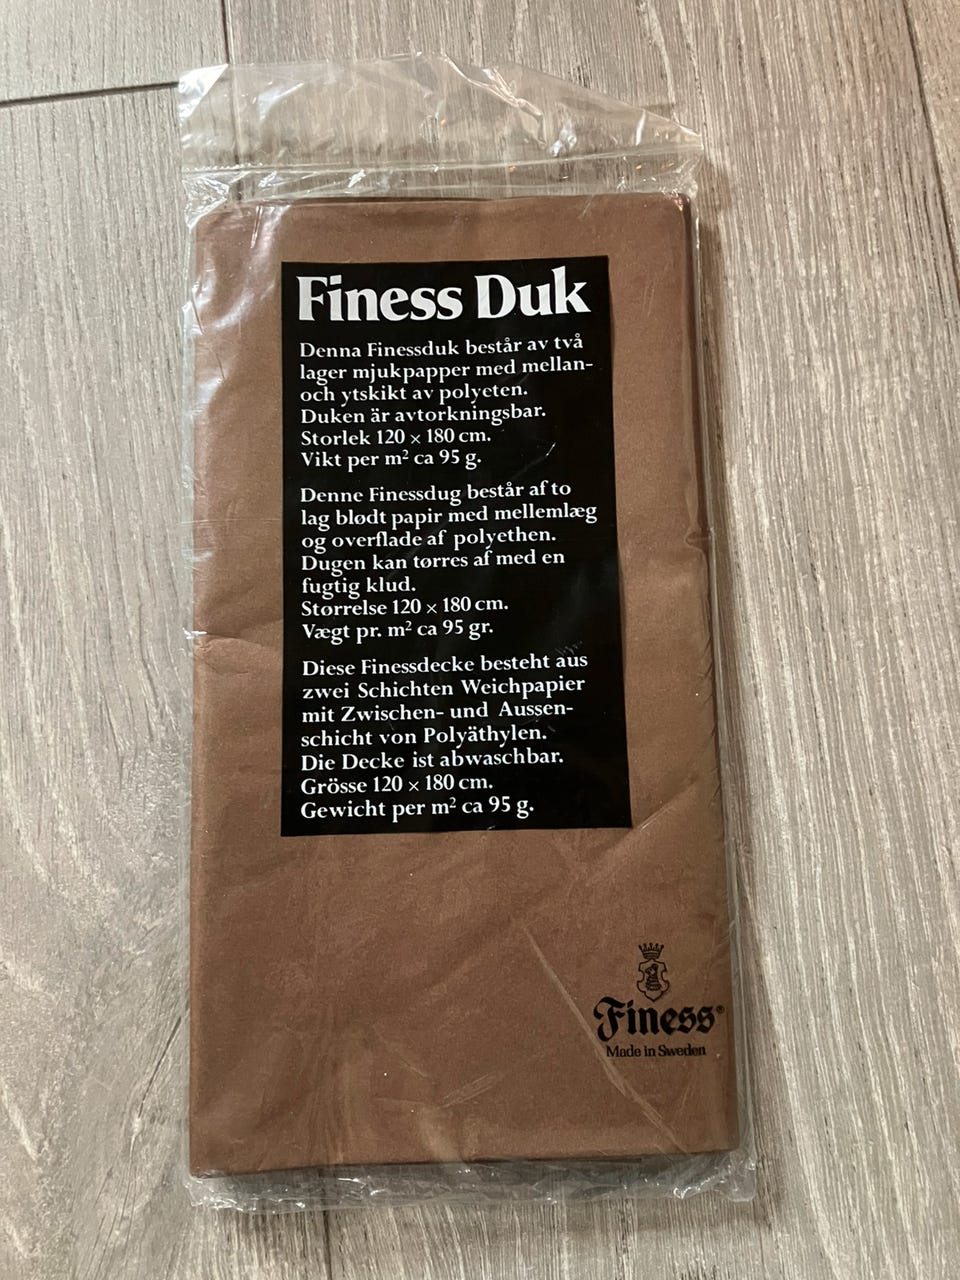 Finess Duk
Denna Finessduk består av två
lager mjukpapper med mellan-
och ytskikt av polyeten.
Duken är avtorkningsbar.
Storlek 120 × 180 cm.
Vikt per m² ca 95 g.
Denne Finessdug består af to
lag blødt papir med mellemlæg
og overflade af polyethen.
Dugen kan tørres af med en
fugtig klud.
Størrelse 120 × 180 cm.
Vægt pr. m² ca 95 gr.
Diese Finessdecke besteht aus
zwei Schichten Weichpapier
mit Zwischen- und Aussen-
schicht von Polyäthylen.
Die Decke ist abwaschbar.
Grösse 120 × 180 cm.
Gewicht per m² ca 95 g.
Finess®
Made in Sweden